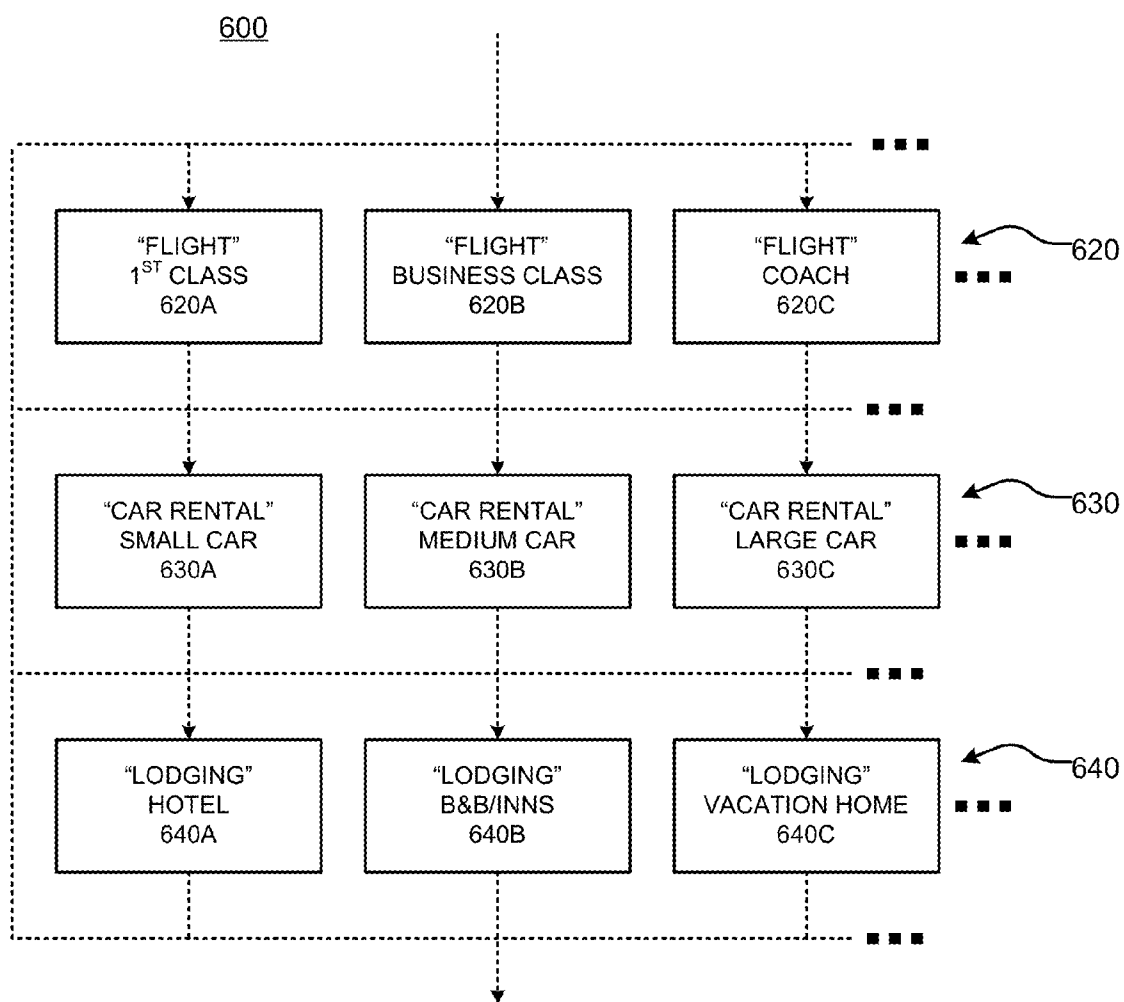 600
“FLIGHT”
1ST CLASS
620A
“FLIGHT”
BUSINESS CLASS
620B
“FLIGHT”
COACH
620C
620
“CAR RENTAL”
SMALL CAR
630A
“CAR RENTAL”
MEDIUM CAR
630B
“CAR RENTAL”
LARGE CAR
630C
630
“LODGING”
HOTEL
640A
“LODGING”
B&B/INNS
640B
“LODGING”
VACATION HOME
640C
640